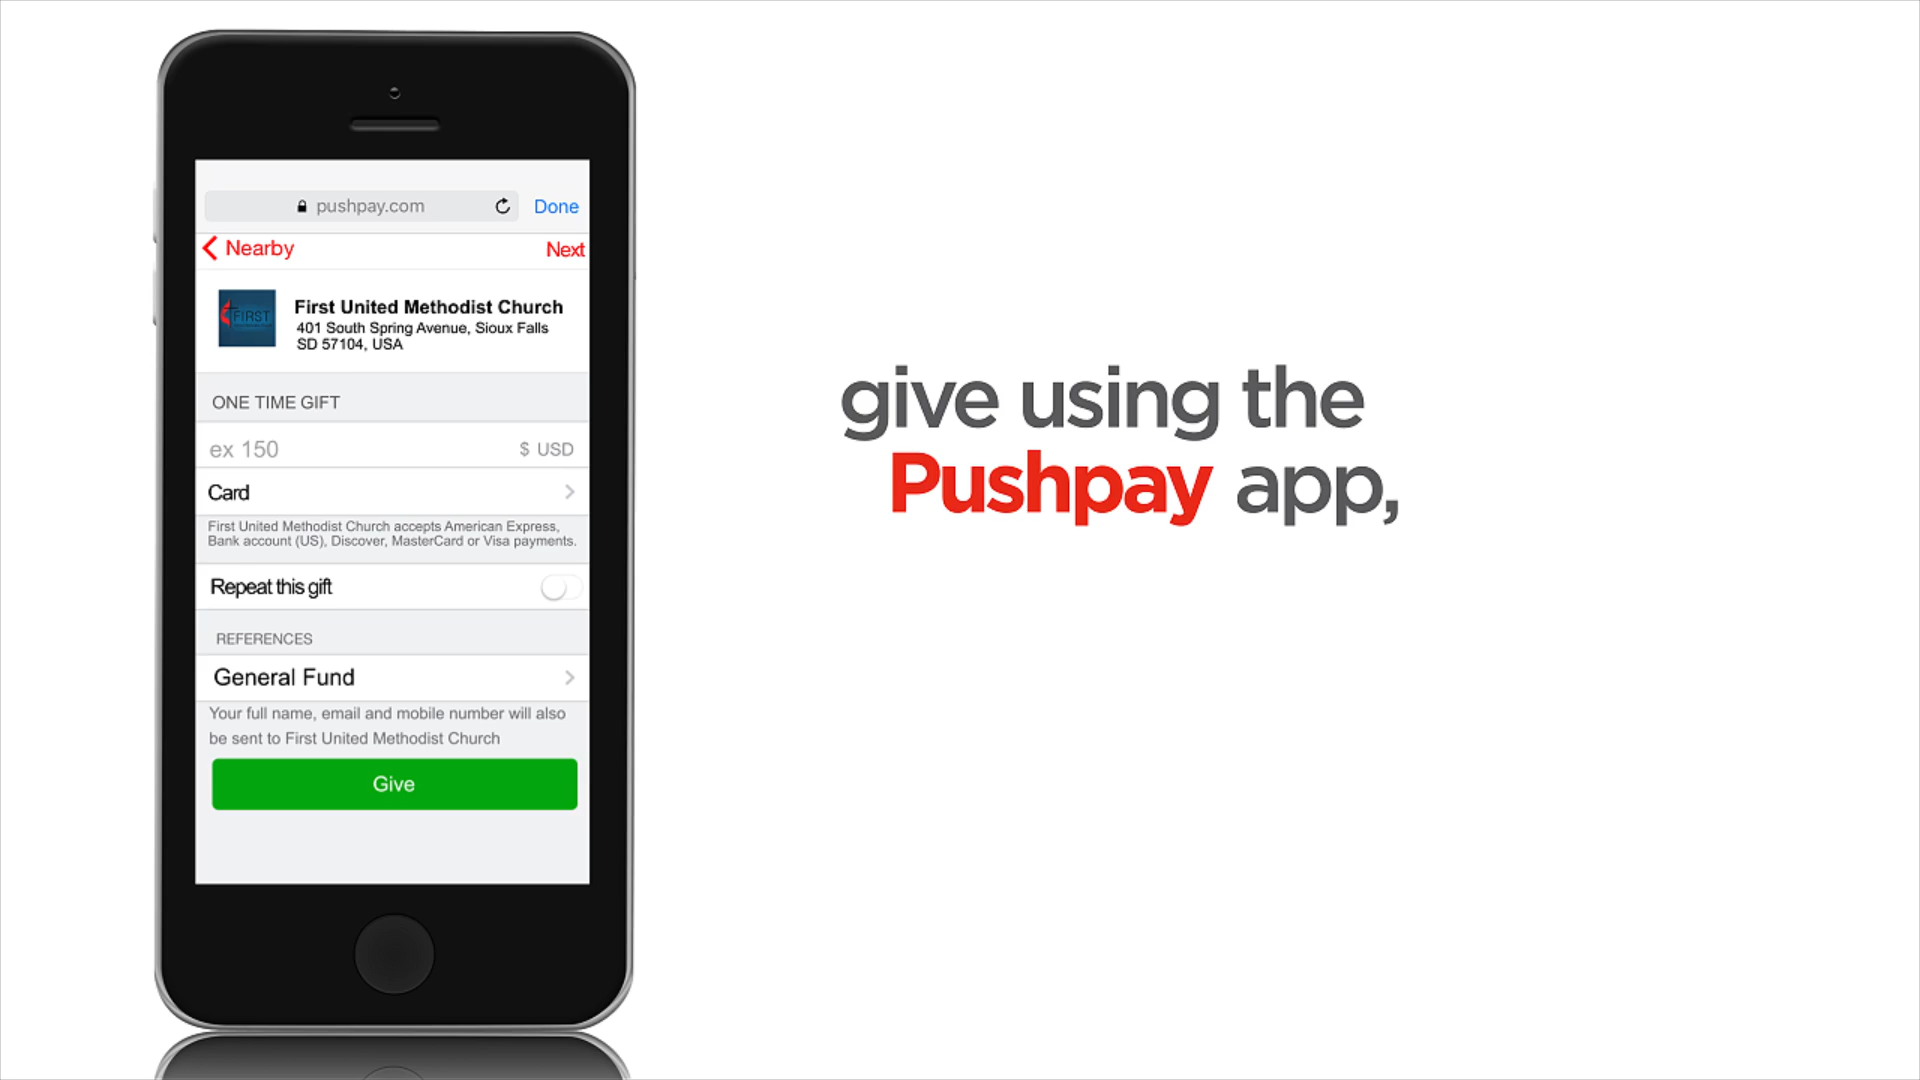 pushpay.com
Done
Nearby
Next
FIRST
First United Methodist Church
401 South Spring Avenue, Sioux Falls
SD 57104, USA
ONE TIME GIFT
ex 150
$ USD
Card
First United Methodist Church accepts American Express,
Bank account (US), Discover, MasterCard or Visa payments.
Repeat this gift
REFERENCES
General Fund
Your full name, email and mobile number will also
be sent to First United Methodist Church
Give
give using the
Pushpay app,